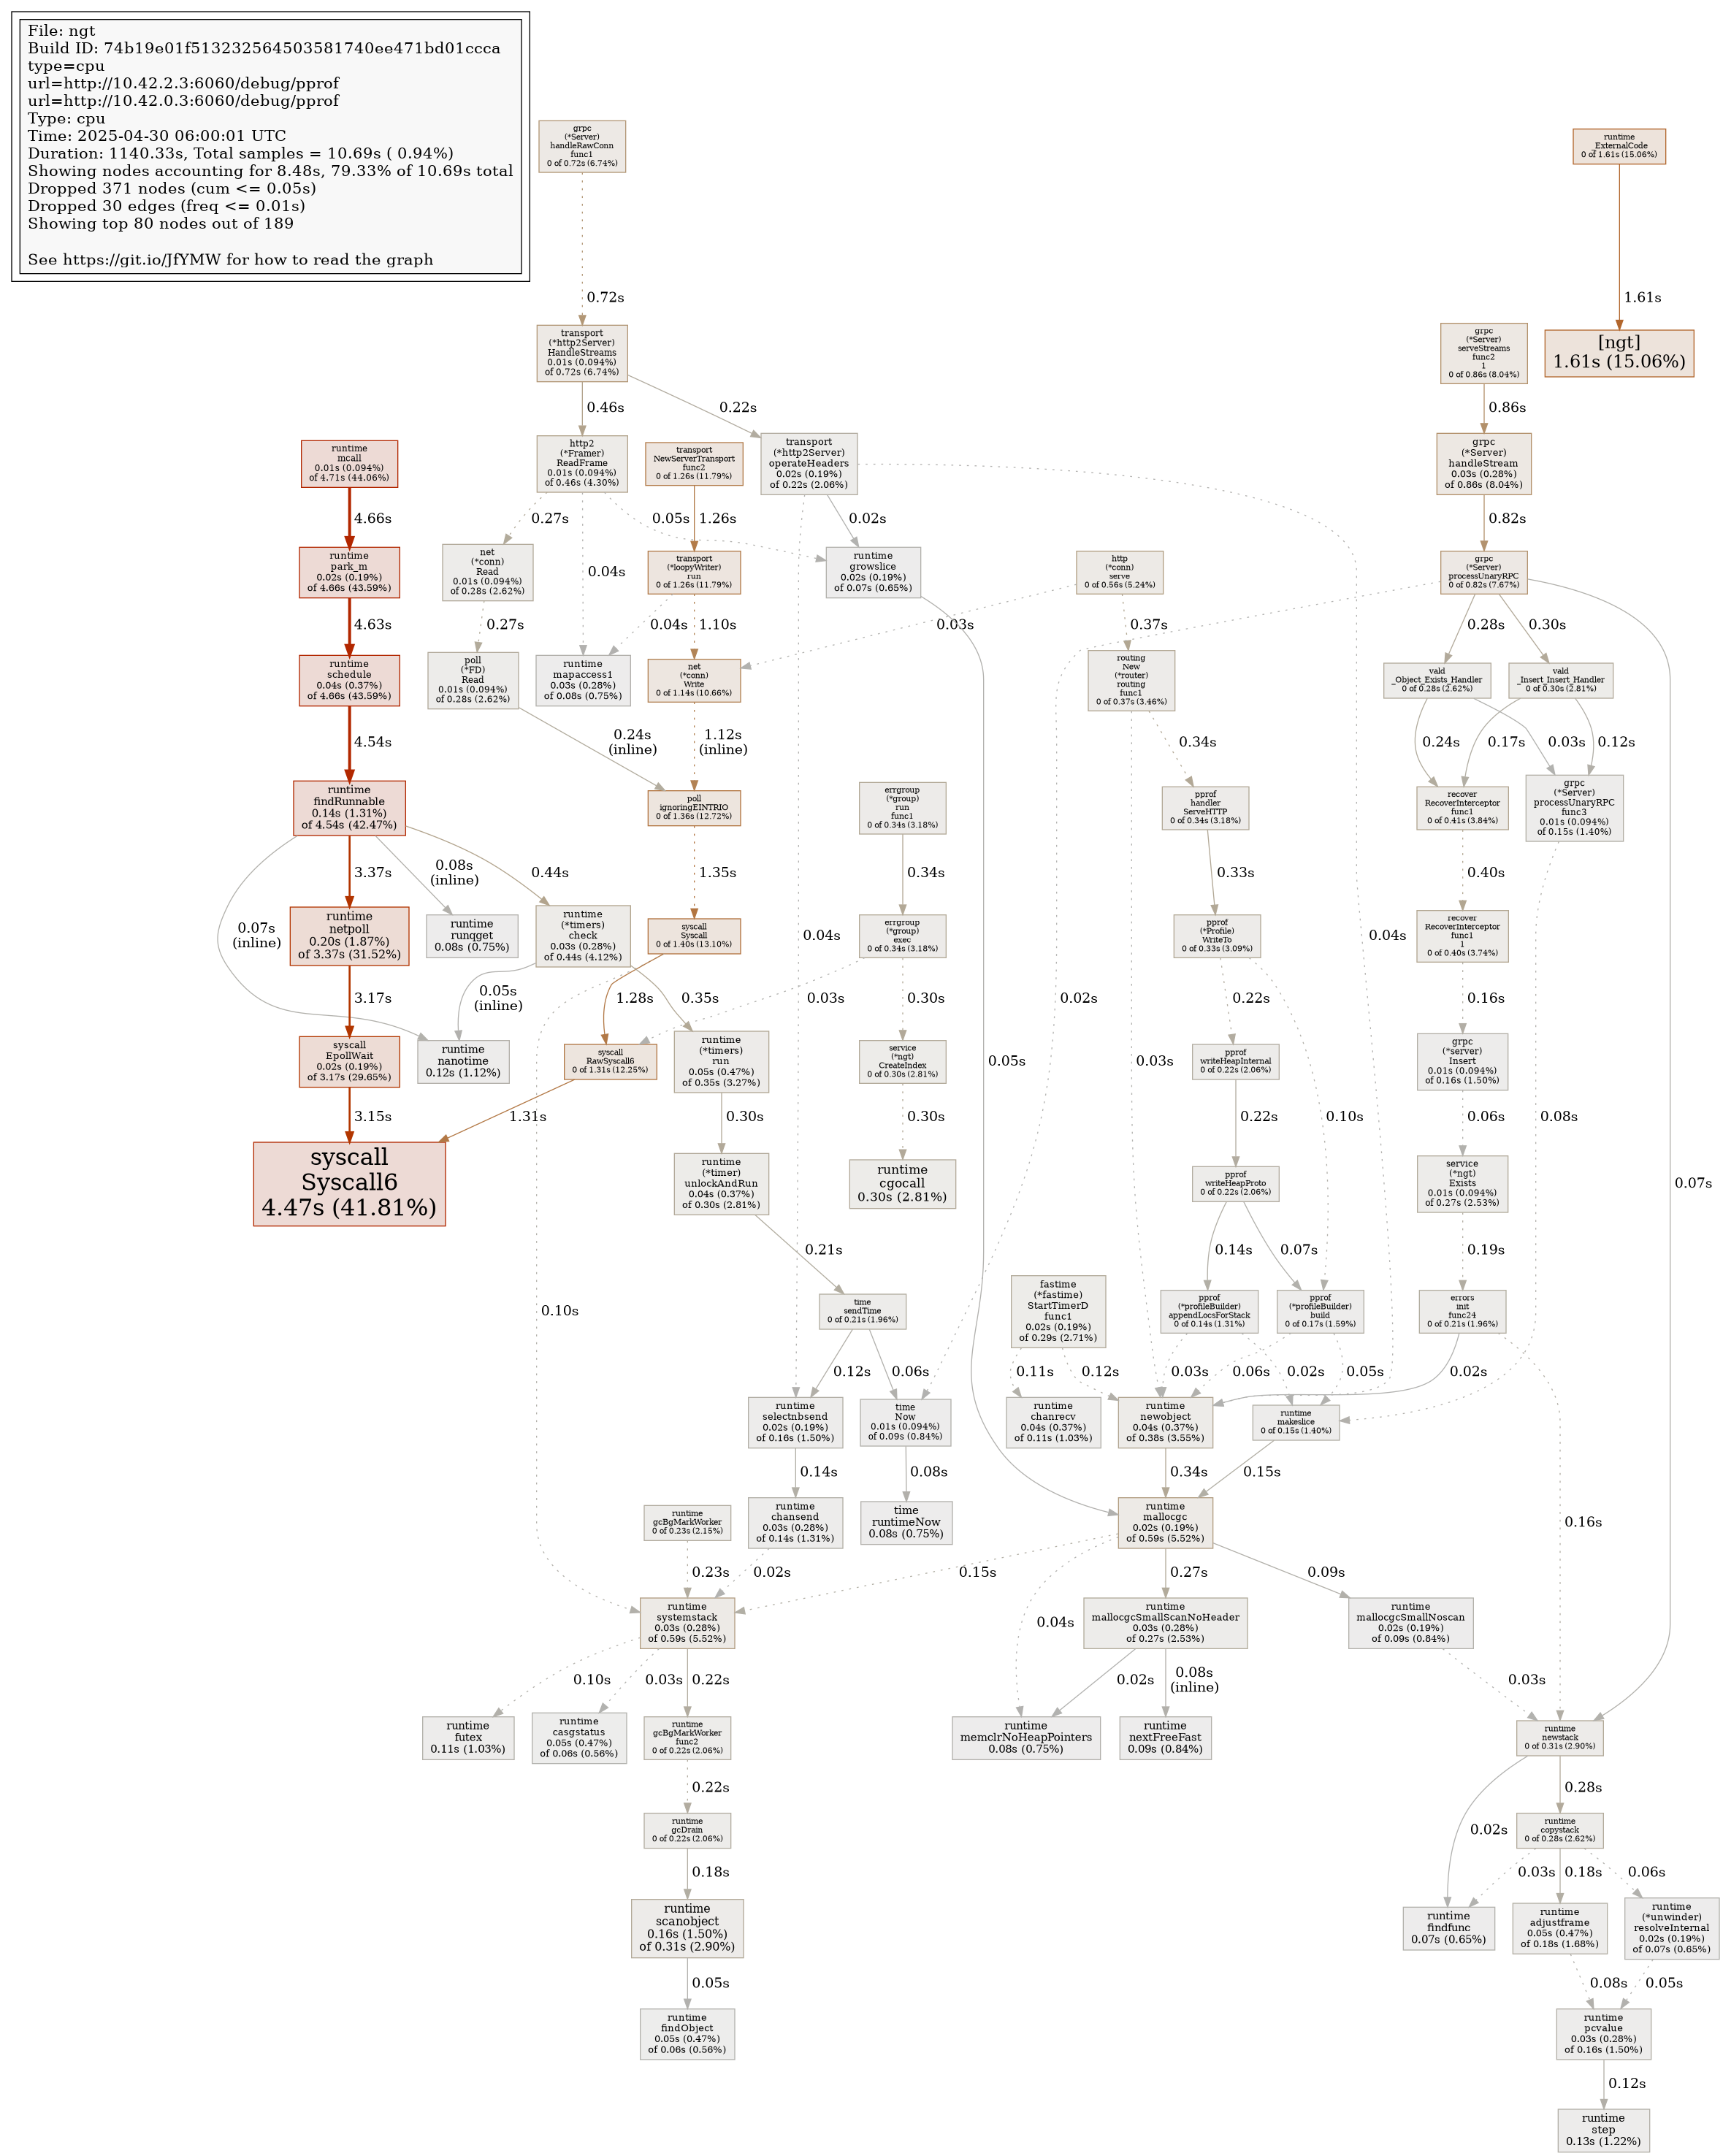 File: ngt
Build ID: 74b19e01f513232564503581740ee471bd01ccca
type=cpu
url=http://10.42.2.3:6060/debug/pprof
url=http://10.42.0.3:6060/debug/pprof
Type: cpu
Time: 2025-04-30 06:00:01 UTC
Duration: 1140.33s, Total samples = 10.69s ( 0.94%)
Showing nodes accounting for 8.48s, 79.33% of 10.69s total
Dropped 371 nodes (cum <= 0.05s)
Dropped 30 edges (freq <= 0.01s)
Showing top 80 nodes out of 189
See https://git.io/JfYMW for how to read the graph
grpc
(*Server)
handleRawConn
func1
0 of 0.72s (6.74%)
runtime
ExternalCode
0 of 1.61s (15.06%)
0.72s
1.61s
transport
(*http2Server)
HandleStreams
0.01s (0.094%)
of 0.72s (6.74%)
grpc
(*Server)
serveStreams
func2
1
0 of 0.86s (8.04%)
[ngt]
1.61s (15.06%)
0.46s
0.22s
0.86s
runtime
mcall
0.01s (0.094%)
of 4.71s (44.06%)
http2
(*Framer)
ReadFrame
0.01s (0.094%)
of 0.46s (4.30%)
transport
NewServerTransport
func2
0 of 1.26s (11.79%)
transport
(*http2Server)
operateHeaders
0.02s (0.19%)
of 0.22s (2.06%)
grpc
(*Server)
handleStream
0.03s (0.28%)
of 0.86s (8.04%)
4.66s
0.27s
0.05s
1.26s
0.02s
0.82s
runtime
park_m
0.02s (0.19%)
of 4.66s (43.59%)
net
(*conn)
Read
0.01s (0.094%)
of 0.28s (2.62%)
0.04s
transport
(*loopyWriter)
run
0 of 1.26s (11.79%)
runtime
growslice
0.02s (0.19%)
of 0.07s (0.65%)
http
(*conn)
serve
0 of 0.56s (5.24%)
grpc
(*Server)
processUnaryRPC
0 of 0.82s (7.67%)
4.63s
0.27s
0.04s
1.10s
0.03s
0.37s
0.28s
0.30s
runtime
schedule
0.04s (0.37%)
of 4.66s (43.59%)
poll
(*FD)
Read
0.01s (0.094%)
of 0.28s (2.62%)
runtime
mapaccess1
0.03s (0.28%)
of 0.08s (0.75%)
net
(*conn)
Write
0 of 1.14s (10.66%)
routing
New
(*router)
routing
func1
0 of 0.37s (3.46%)
vald
_Object_Exists_Handler
0 of 0.28s (2.62%)
vald
_Insert_Insert_Handler
0 of 0.30s (2.81%)
4.54s
0.24s
(inline)
1.12s
(inline)
0.34s
0.24s
0.17s
0.03s
0.12s
runtime
findRunnable
0.14s (1.31%)
of 4.54s (42.47%)
poll
ignoringEINTRIO
0 of 1.36s (12.72%)
errgroup
(*group)
run
func1
0 of 0.34s (3.18%)
pprof
handler
ServeHTTP
0 of 0.34s (3.18%)
recover
RecoverInterceptor
func1
0 of 0.41s (3.84%)
grpc
(*Server)
processUnaryRPC
func3
0.01s (0.094%)
of 0.15s (1.40%)
3.37s
0.08s
(inline)
0.44s
1.35s
0.34s
0.33s
0.40s
0.07s
(inline)
runtime
netpoll
0.20s (1.87%)
of 3.37s (31.52%)
runtime
runqget
0.08s (0.75%)
runtime
(*timers)
check
0.03s (0.28%)
of 0.44s (4.12%)
syscall
Syscall
0 of 1.40s (13.10%)
0.04s
errgroup
(*group)
exec
0 of 0.34s (3.18%)
pprof
(*Profile)
WriteTo
0 of 0.33s (3.09%)
0.04s
recover
RecoverInterceptor
func1
1
0 of 0.40s (3.74%)
3.17s
0.05s
(inline)
1.28s
0.35s
0.03s
0.30s
0.02s
0.22s
0.16s
syscall
EpollWait
0.02s (0.19%)
of 3.17s (29.65%)
runtime
nanotime
0.12s (1.12%)
syscall
RawSyscall6
0 of 1.31s (12.25%)
runtime
(*timers)
run
0.05s (0.47%)
of 0.35s (3.27%)
service
(*ngt)
CreateIndex
0 of 0.30s (2.81%)
0.05s
0.03s
pprof
writeHeapInternal
0 of 0.22s (2.06%)
grpc
(*server)
Insert
0.01s (0.094%)
of 0.16s (1.50%)
3.15s
1.31s
0.30s
0.30s
0.22s
0.10s
0.06s
0.08s
syscall
Syscall6
4.47s (41.81%)
runtime
(*timer)
unlockAndRun
0.04s (0.37%)
of 0.30s (2.81%)
runtime
cgocall
0.30s (2.81%)
pprof
writeHeapProto
0 of 0.22s (2.06%)
service
(*ngt)
Exists
0.01s (0.094%)
of 0.27s (2.53%)
0.07s
0.21s
0.14s
0.07s
0.19s
0.10s
time
sendTime
0 of 0.21s (1.96%)
fastime
(*fastime)
StartTimerD
func1
0.02s (0.19%)
of 0.29s (2.71%)
pprof
(*profileBuilder)
appendLocsForStack
0 of 0.14s (1.31%)
pprof
(*profileBuilder)
build
0 of 0.17s (1.59%)
errors
init
func24
0 of 0.21s (1.96%)
0.12s
0.06s
0.11s
0.12s
0.03s
0.06s
0.02s
0.05s
0.02s
runtime
selectnbsend
0.02s (0.19%)
of 0.16s (1.50%)
time
Now
0.01s (0.094%)
of 0.09s (0.84%)
runtime
chanrecv
0.04s (0.37%)
of 0.11s (1.03%)
runtime
newobject
0.04s (0.37%)
of 0.38s (3.55%)
runtime
makeslice
0 of 0.15s (1.40%)
0.14s
0.08s
0.34s
0.15s
runtime
gcBgMarkWorker
0 of 0.23s (2.15%)
runtime
chansend
0.03s (0.28%)
of 0.14s (1.31%)
time
runtimeNow
0.08s (0.75%)
runtime
mallocgc
0.02s (0.19%)
of 0.59s (5.52%)
0.16s
0.23s
0.02s
0.15s
0.27s
0.09s
runtime
systemstack
0.03s (0.28%)
of 0.59s (5.52%)
0.04s
runtime
mallocgcSmallScanNoHeader
0.03s (0.28%)
of 0.27s (2.53%)
runtime
mallocgcSmallNoscan
0.02s (0.19%)
of 0.09s (0.84%)
0.10s
0.03s
0.22s
0.02s
0.08s
(inline)
0.03s
runtime
futex
0.11s (1.03%)
runtime
casgstatus
0.05s (0.47%)
of 0.06s (0.56%)
runtime
gcBgMarkWorker
func2
0 of 0.22s (2.06%)
runtime
memclrNoHeapPointers
0.08s (0.75%)
runtime
nextFreeFast
0.09s (0.84%)
runtime
newstack
0 of 0.31s (2.90%)
0.22s
0.28s
runtime
gcDrain
0 of 0.22s (2.06%)
0.02s
runtime
copystack
0 of 0.28s (2.62%)
0.18s
0.03s
0.18s
0.06s
runtime
scanobject
0.16s (1.50%)
of 0.31s (2.90%)
runtime
findfunc
0.07s (0.65%)
runtime
adjustframe
0.05s (0.47%)
of 0.18s (1.68%)
runtime
(*unwinder)
resolveInternal
0.02s (0.19%)
of 0.07s (0.65%)
0.05s
0.08s
0.05s
runtime
findObject
0.05s (0.47%)
of 0.06s (0.56%)
runtime
pcvalue
0.03s (0.28%)
of 0.16s (1.50%)
0.12s
runtime
step
0.13s (1.22%)